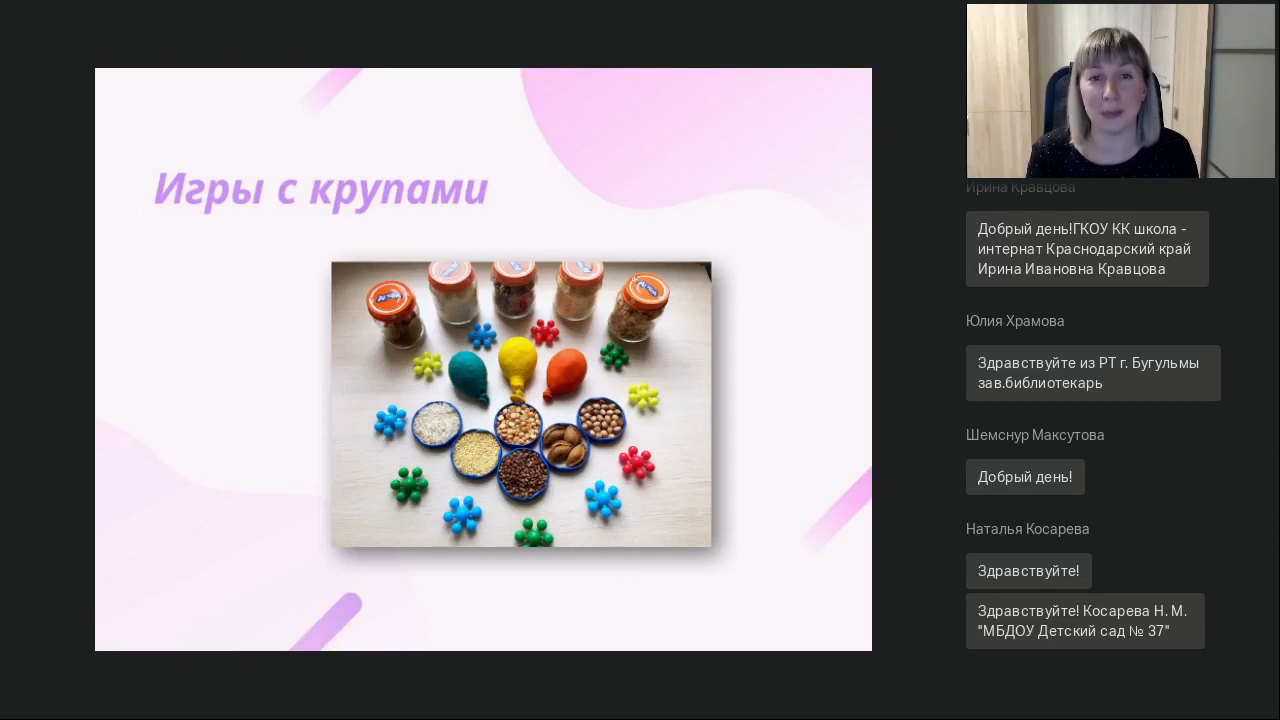 Игры с крупами
Ирина Кравцова
Добрый день!ГКОУ КК школа -
интернат Краснодарский край
Ирина Ивановна Кравцова
Юлия Храмова
Здравствуйте из РТ г. Бугульмы
зав.библиотекарь
Шемснур Максутова
Добрый день!
Наталья Косарева
Здравствуйте!
Здравствуйте! Косарева Н. М.
"МБДОУ Детский сад № 37"